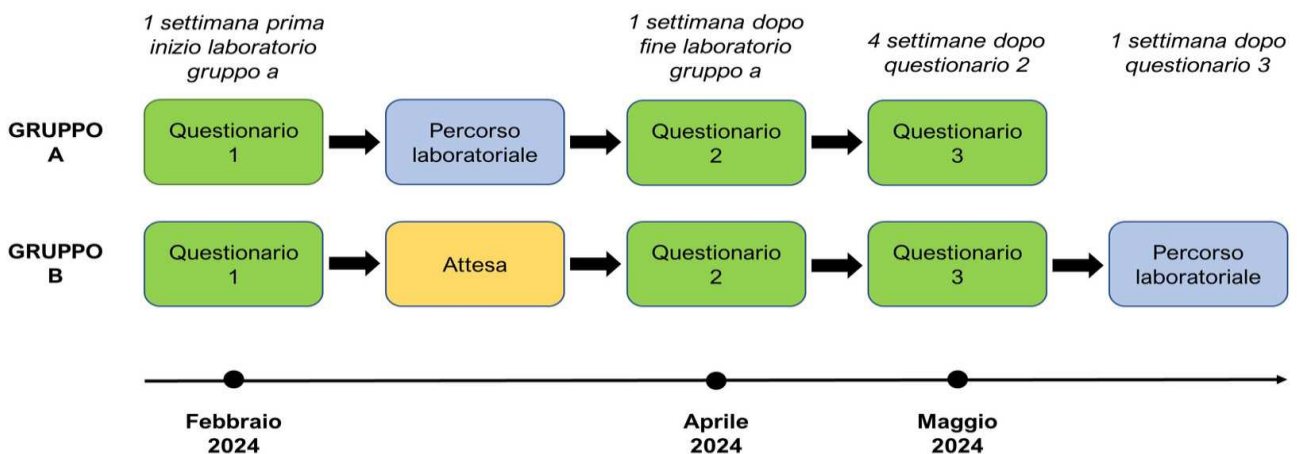 1 settimana prima
inizio laboratorio
gruppo a
1 settimana dopo
fine laboratorio
gruppo a
4 settimane dopo
questionario 2
1 settimana dopo
questionario 3
GRUPPO
A
Questionario
1
Percorso
laboratoriale
Questionario
2
Questionario
3
GRUPPO
B
Questionario
1
Attesa
Questionario
2
Questionario
3
Percorso
laboratoriale
Febbraio
2024
Aprile
2024
Maggio
2024